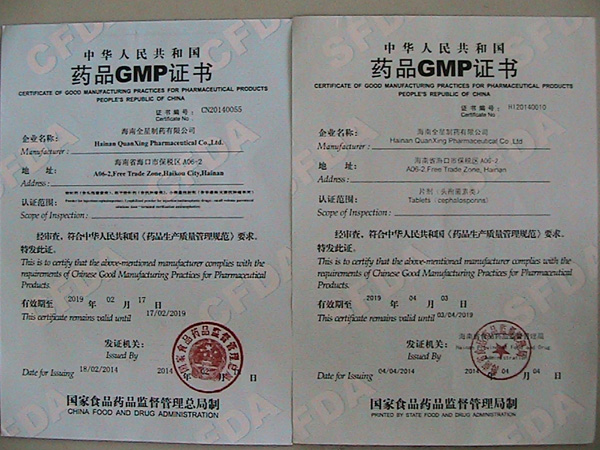 中华人民共和国
药品GMP证书
CERTIFICATE OF GOOD MANUFACTURING PRACTICES FOR PHARMACEUTICAL PRODUCTS
PEOPLE'S REPUBLIC OF CHINA
证书编号: CN20140055
Certificate No
企业名称: 海南全星制药有限公司
Manufacturer: Hainan QuanXing Pharmaceutical Co.,Ltd.
地 址: 海南省海口市保税区A06-2
Address: A06-2,Free Trade Zone,Haikou City,Hainan
认证范围:
Scope of Inspection:
经审查,符合中华人民共和国《药品生产质量管理规范》要求。
特发此证。
This is to certify that the above-mentioned manufacturer complies with the
requirements of Chinese Good Manufacturing Practices for Pharmaceutical
Products.
有效期至 2019 年 02 月 17 日
This certificate remains valid until 17/02/2019
发证机关:
Issued By
Date for Issuing 18/02/2014 2014 02 日
国家食品药品监督管理总局制
CHINA FOOD AND DRUG ADMINISTRATION
中华人民共和国
药品GMP证书
CERTIFICATE OF GOOD MANUFACTURING PRACTICES FOR PHARMACEUTICAL PRODUCTS
PEOPLE'S REPUBLIC OF CHINA
证书编号: HI20140010
Certificate No
企业名称: 海南全星制药有限公司
Manufacturer: Hainan QuanXing Pharmaceutical Co.,Ltd
地 址: 海南省海口市保税区A06-2
Address: A06-2,Free Trade Zone, Hainan
认证范围: 片剂(头孢菌素类)
Scope of Inspection: Tablets (cephalosporins)
经审查,符合中华人民共和国《药品生产质量管理规范》要求。
特发此证。
This is to certify that the above-mentioned manufacturer complies with the
requirements of Chinese Good Manufacturing Practices for Pharmaceutical
Products.
有效期至 2019 年 04 月 03 日
This certificate remains valid until 03/04/2019
发证机关: 海南省食品药品监督管理局
Issued By
Date for Issuing 04/04/2014 2014 年 04 月 04 日
国家食品药品监督管理局制
PRINTED BY STATE FOOD AND DRUG ADMINISTRATION
CFDA
SFDA